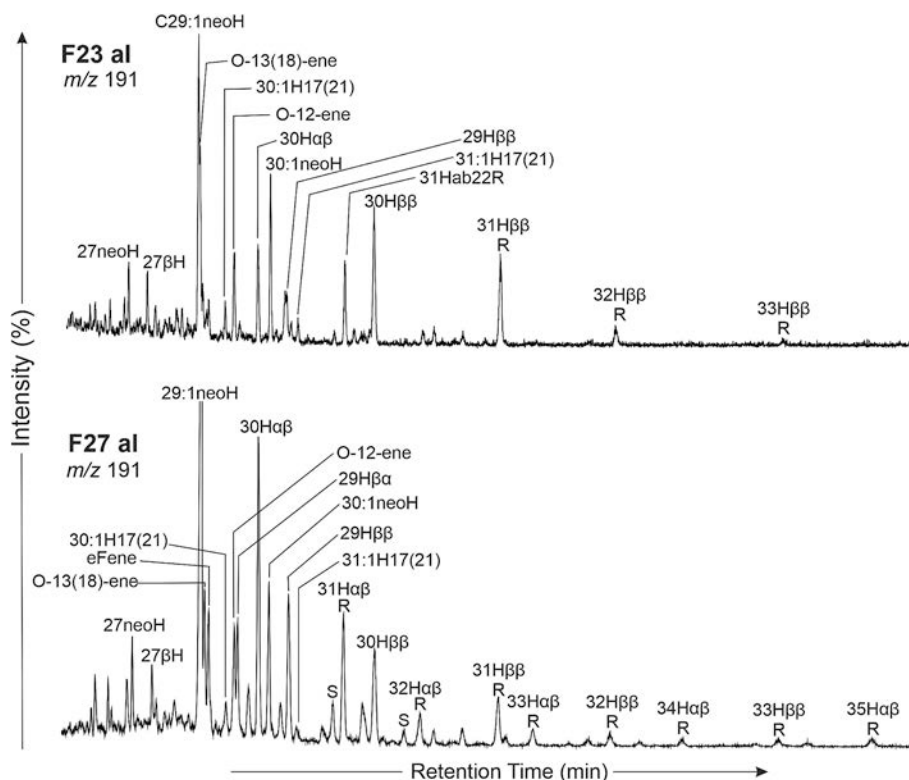 C29:1neoH
F23 al
m/z 191
O-13(18)-ene
30:1H17(21)
O-12-ene
30Hαβ
30:1neoH
29Hββ
31:1H17(21)
31Hab22R
30Hββ
27neoH
27βH
31Hββ
R
32Hββ
R
33Hββ
R
Intensity (%)
29:1neoH
F27 al
m/z 191
30Hαβ
O-12-ene
29Hβα
30:1neoH
29Hββ
31:1H17(21)
30:1H17(21)
eFene
O-13(18)-ene
27neoH
27βH
S
31Hαβ
R
30Hββ
S
32Hαβ
R
31Hββ
R
33Hαβ
R
32Hββ
R
34Hαβ
R
33Hββ
R
35Hαβ
R
Retention Time (min)